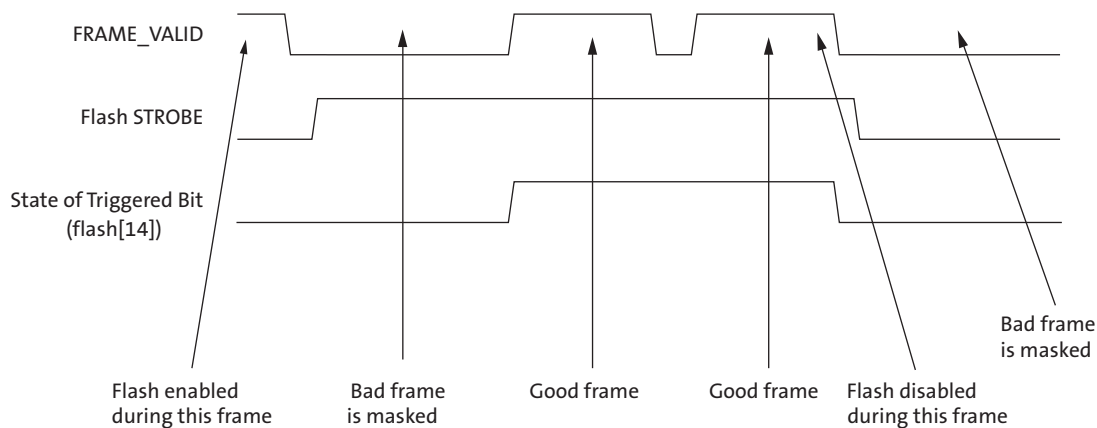 FRAME_VALID
Flash STROBE
State of Triggered Bit
(flash[14])
Bad frame
is masked
Flash enabled
during this frame
Bad frame
is masked
Good frame
Good frame
Flash disabled
during this frame